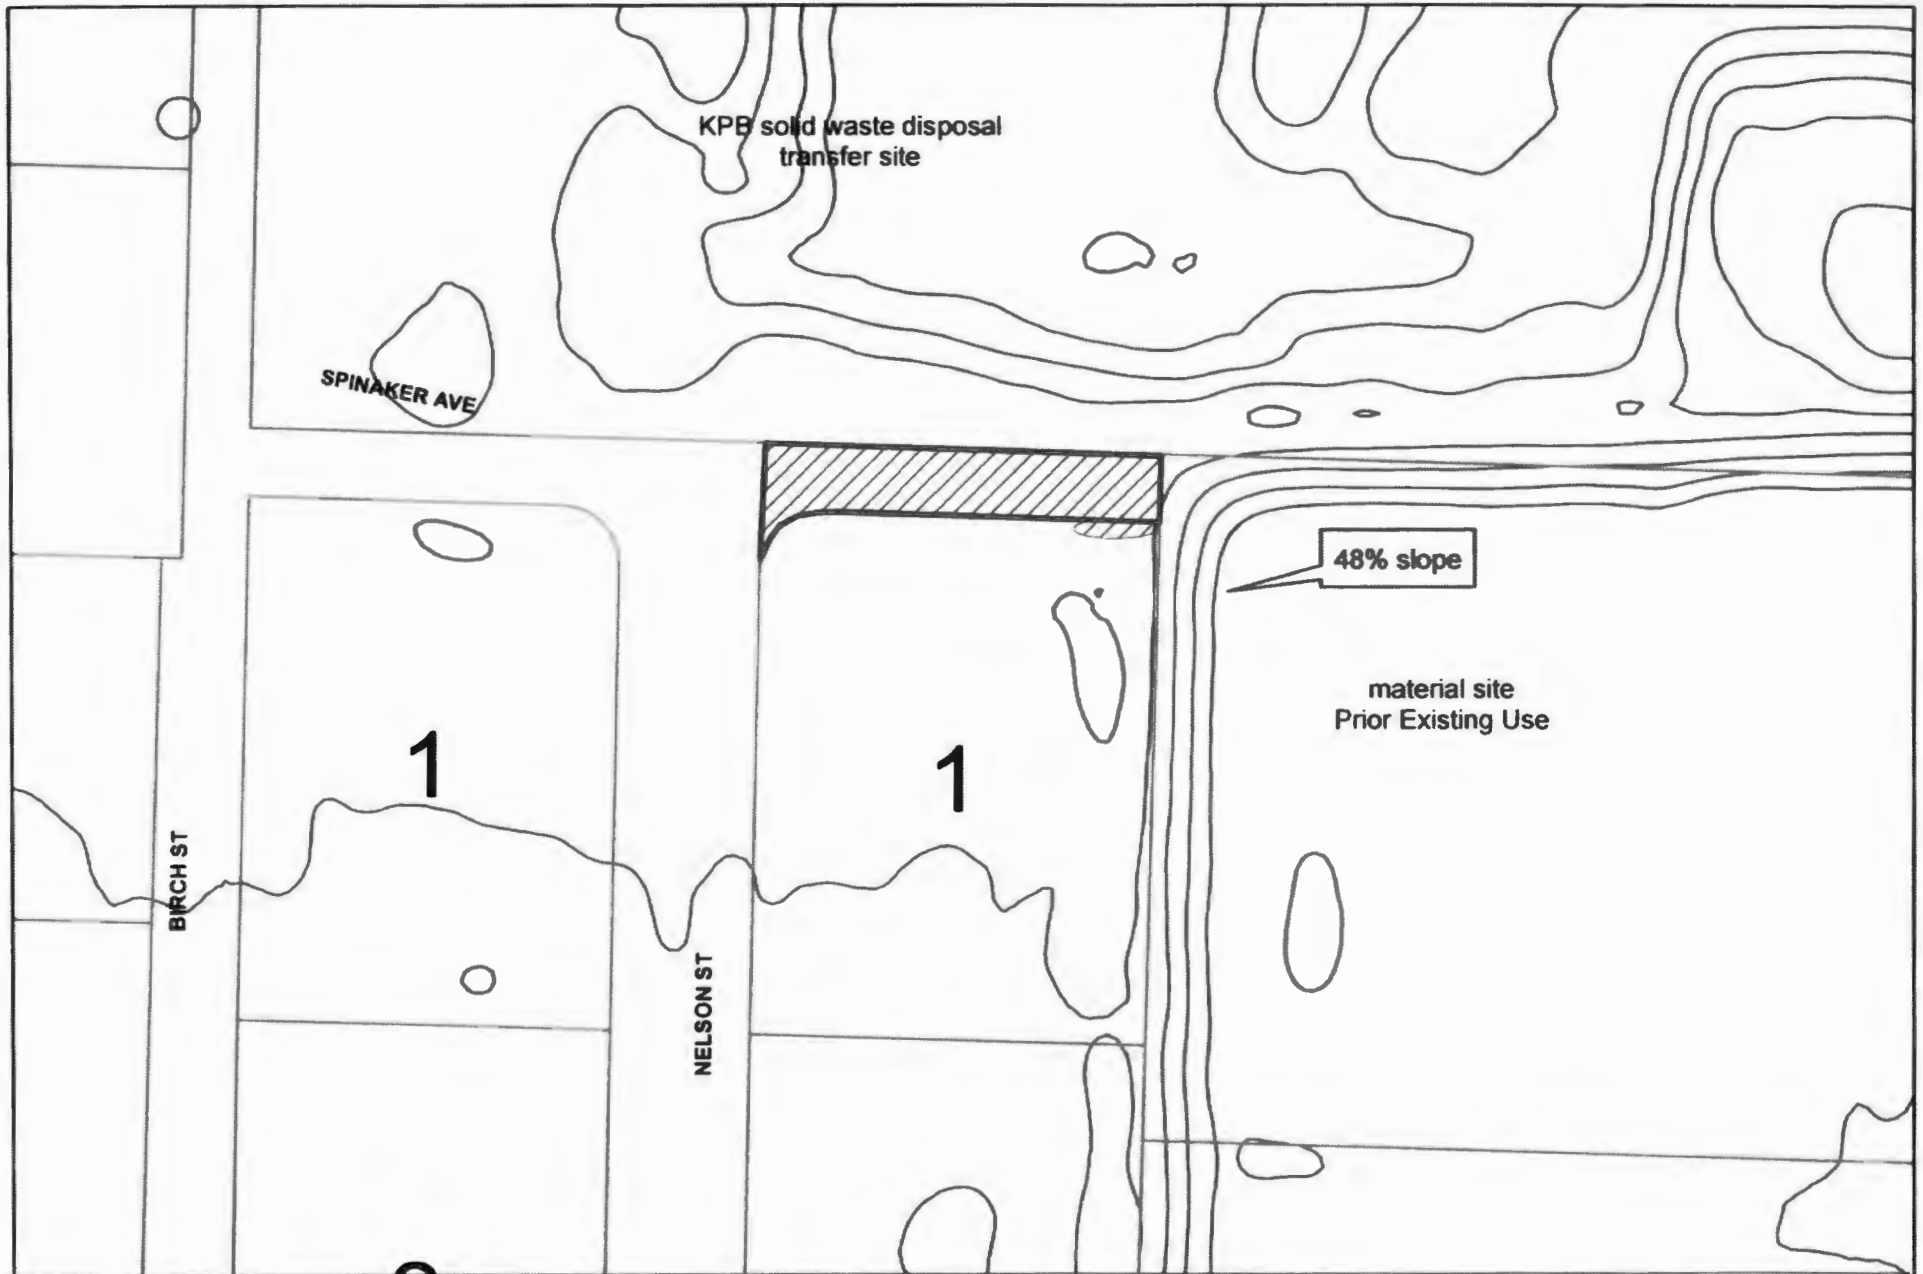 KPB solid waste disposal
transfer site
SPINAKER AVE
48% slope
material site
Prior Existing Use
1
1
BIRCH ST
NELSON ST